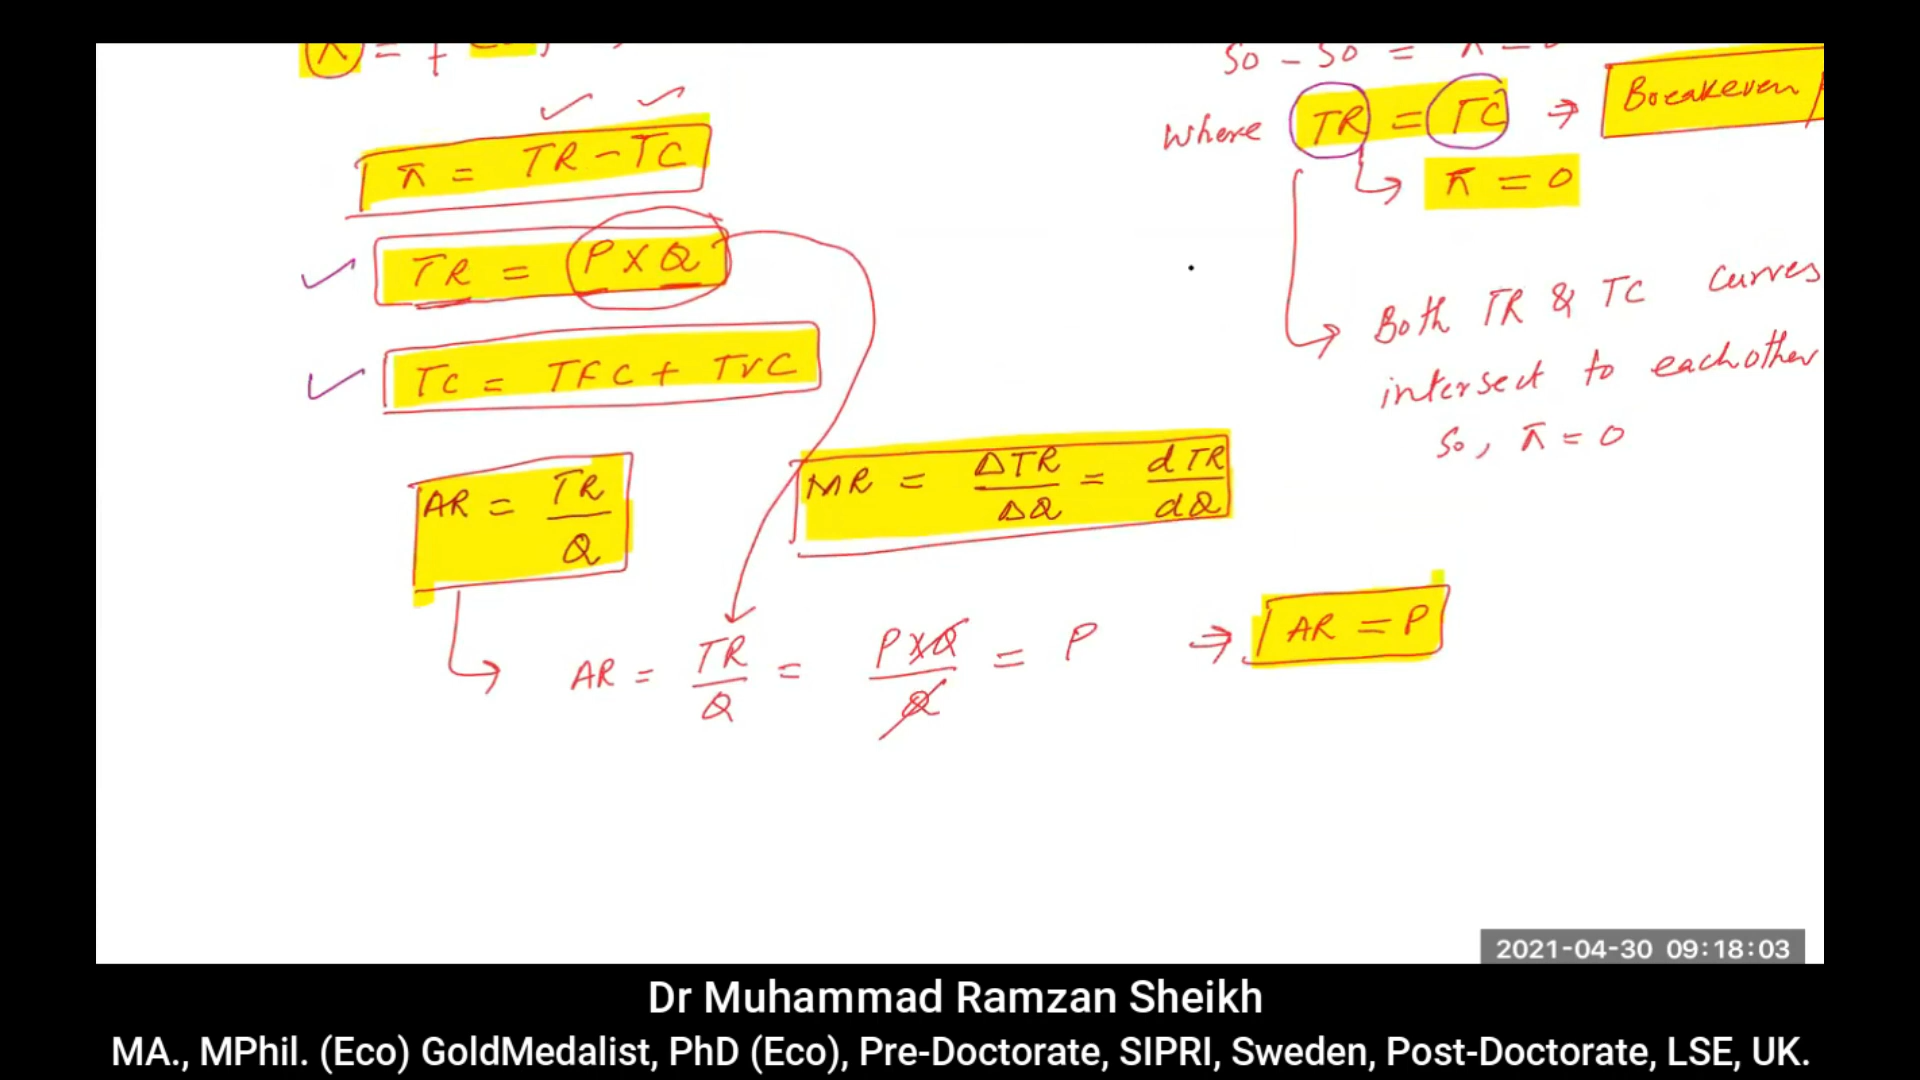 π = +
50 - 50 = π = 0
where TR = TC → Breakeven
π = TR - TC
π = 0
TR = P X Q
Both TR & TC curves
intersect to eachother
So, π = 0
TC = TFC + TVC
AR = TR/Q
MR = ΔTR/ΔQ = dTR/dQ
AR = TR/Q = PXQ/Q = P → AR = P
2021-04-30 09:18:03
Dr Muhammad Ramzan Sheikh
MA., MPhil. (Eco) GoldMedalist, PhD (Eco), Pre-Doctorate, SIPRI, Sweden, Post-Doctorate, LSE, UK.